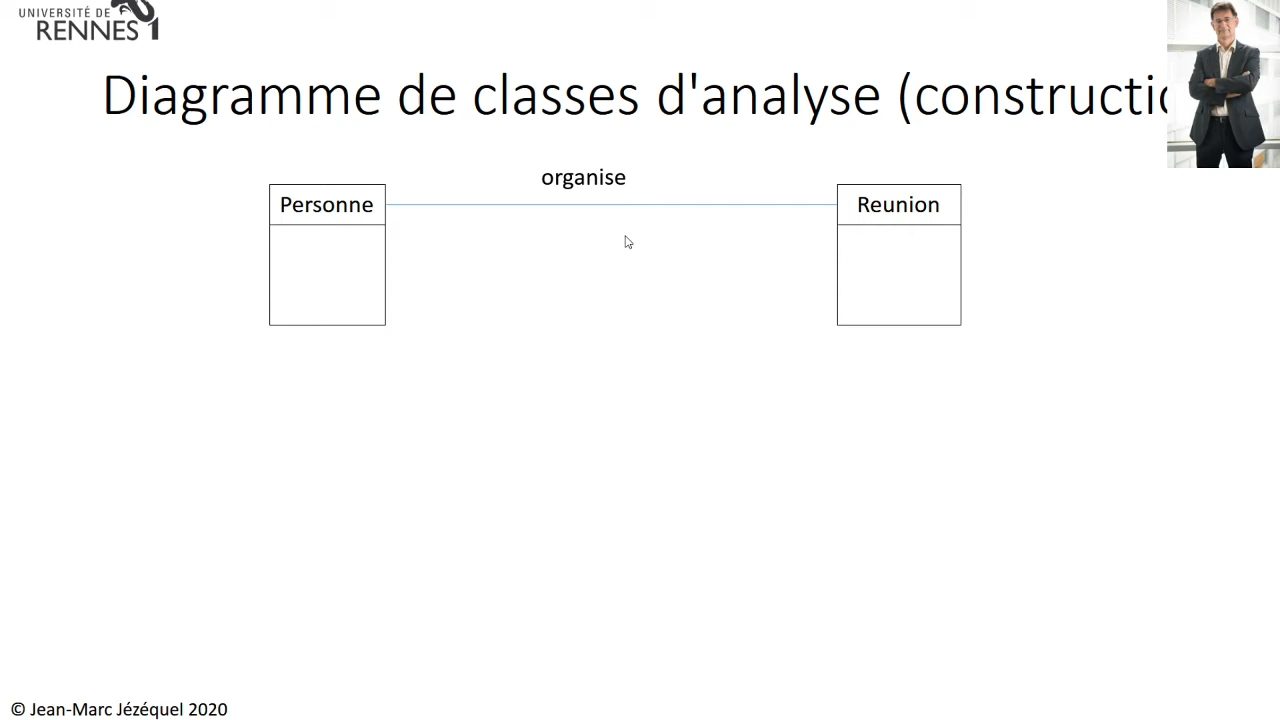 UNIVERSITÉ DE
RENNES 1
Diagramme de classes d'analyse (constructi
organise
Personne
Reunion
© Jean-Marc Jézéquel 2020